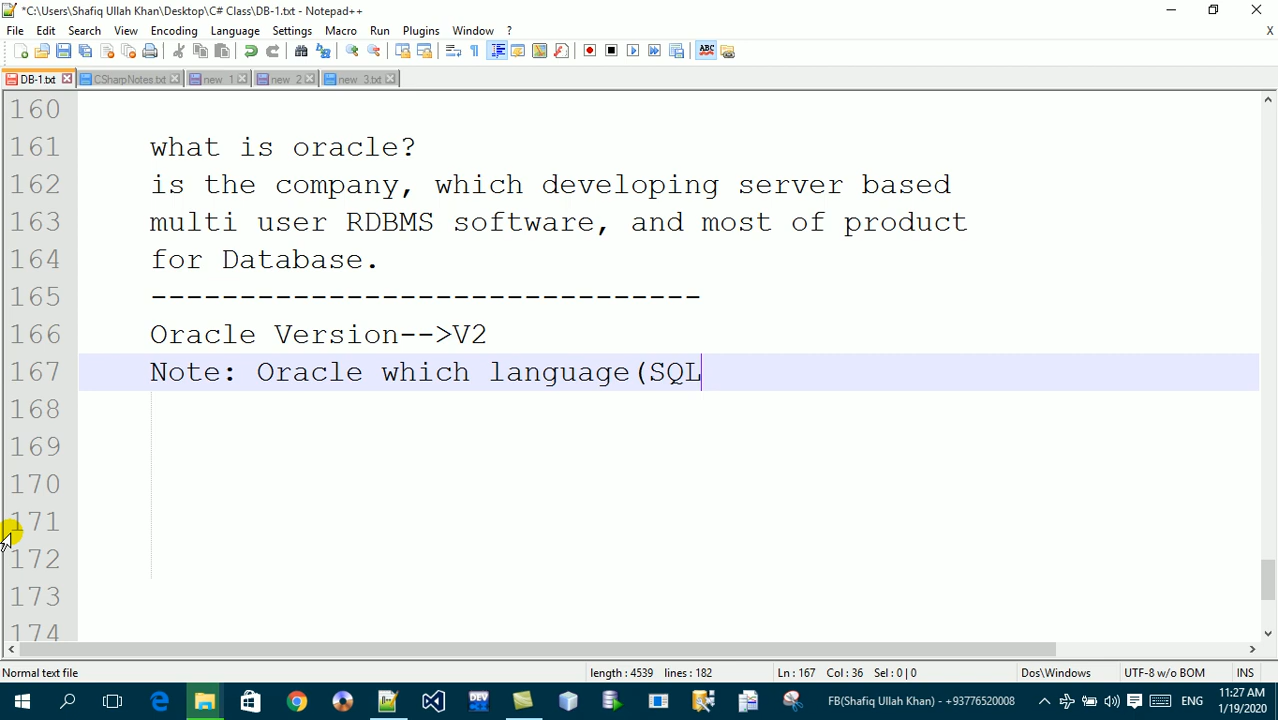 *C:\Users\Shafiq Ullah Khan\Desktop\C# Class\DB-1.txt - Notepad++
File Edit Search View Encoding Language Settings Macro Run Plugins Window ? X
DB-1.txt CSharpNotes.txt new 1 new 2 new 3.txt
160
161 what is oracle?
162 is the company, which developing server based
163 multi user RDBMS software, and most of product
164 for Database.
165 -------------------------------
166 Oracle Version-->V2
167 Note: Oracle which language(SQL
168
169
170
171
172
173
174
Normal text file length : 4539 lines : 182 Ln : 167 Col : 36 Sel : 0 | 0 Dos\Windows UTF-8 w/o BOM INS
FB(Shafiq Ullah Khan) - +93776520008 ENG 11:27 AM
1/19/2020